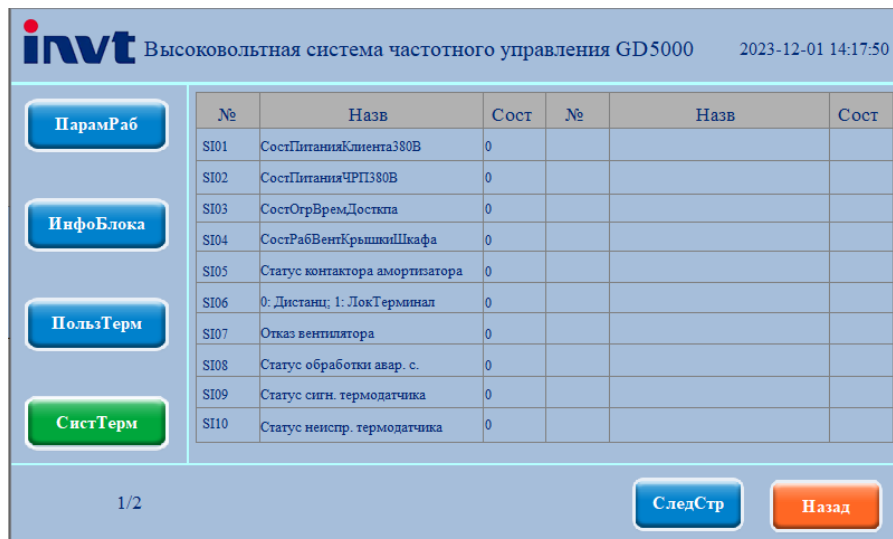 invt Высоковольтная система частотного управления GD5000 2023-12-01 14:17:50
ПарамРаб
ИнфоБлока
ПользТерм
СистТерм
№ Назв Сост № Назв Сост
SI01 СостПитанияКлиента380В 0
SI02 СостПитанияЧРП380В 0
SI03 СостОгрВремДосткпа 0
SI04 СостРабВентКрышкиШкафа 0
SI05 Статус контактора амортизатора 0
SI06 0: Дистанц; 1: ЛокТерминал 0
SI07 Отказ вентилятора 0
SI08 Статус обработки авар. с. 0
SI09 Статус сигн. термодатчика 0
SI10 Статус неиспр. термодатчика 0
1/2 СледСтр Назад